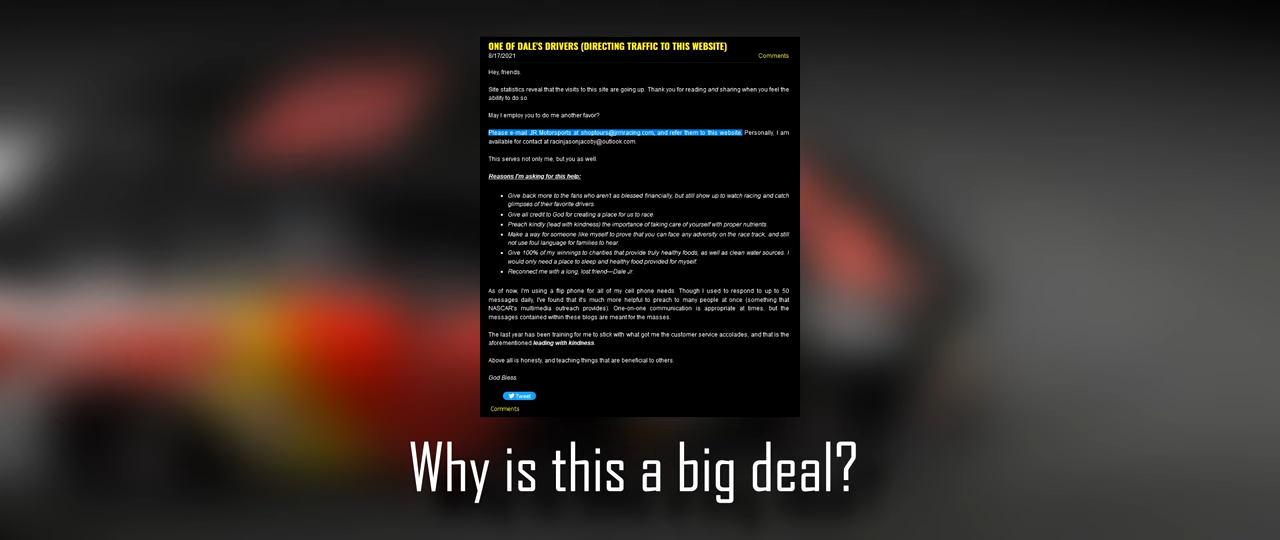 ONE OF DALE'S DRIVERS (DIRECTING TRAFFIC TO THIS WEBSITE)
8/17/2021
Comments
Hey, friends.
Site statistics reveal that the visits to this site are going up. Thank you for reading and sharing when you feel the
ability to do so.
May I employ you to do me another favor?
Please e-mail JR Motorsports at shoptours@jrmracing.com, and refer them to this website. Personally, I am
available for contact at racinjasonjacoby@outlook.com.
This serves not only me, but you as well.
Reasons I'm asking for this help:
• Give back more to the fans who aren't as blessed financially, but still show up to watch racing and catch
glimpses of their favorite drivers.
• Give all credit to God for creating a place for us to race.
• Preach kindly (lead with kindness) the importance of taking care of yourself with proper nutrients.
• Make a way for someone like myself to prove that you can face any adversity on the race track, and still
not use foul language for families to hear.
• Give 100% of my winnings to charities that provide truly healthy foods, as well as clean water sources. I
would only need a place to sleep and healthy food provided for myself.
• Reconnect me with a long, lost friend—Dale Jr.
As of now, I'm using a flip phone for all of my cell phone needs. Though I used to respond to up to 50
messages daily, I've found that it's much more helpful to preach to many people at once (something that
NASCAR's multimedia outreach provides). One-on-one communication is appropriate at times, but the
messages contained within these blogs are meant for the masses.
The last year has been training for me to stick with what got me the customer service accolades, and that is the
aforementioned leading with kindness.
Above all is honesty, and teaching things that are beneficial to others.
God Bless.
Tweet
Comments
Why is this a big deal?